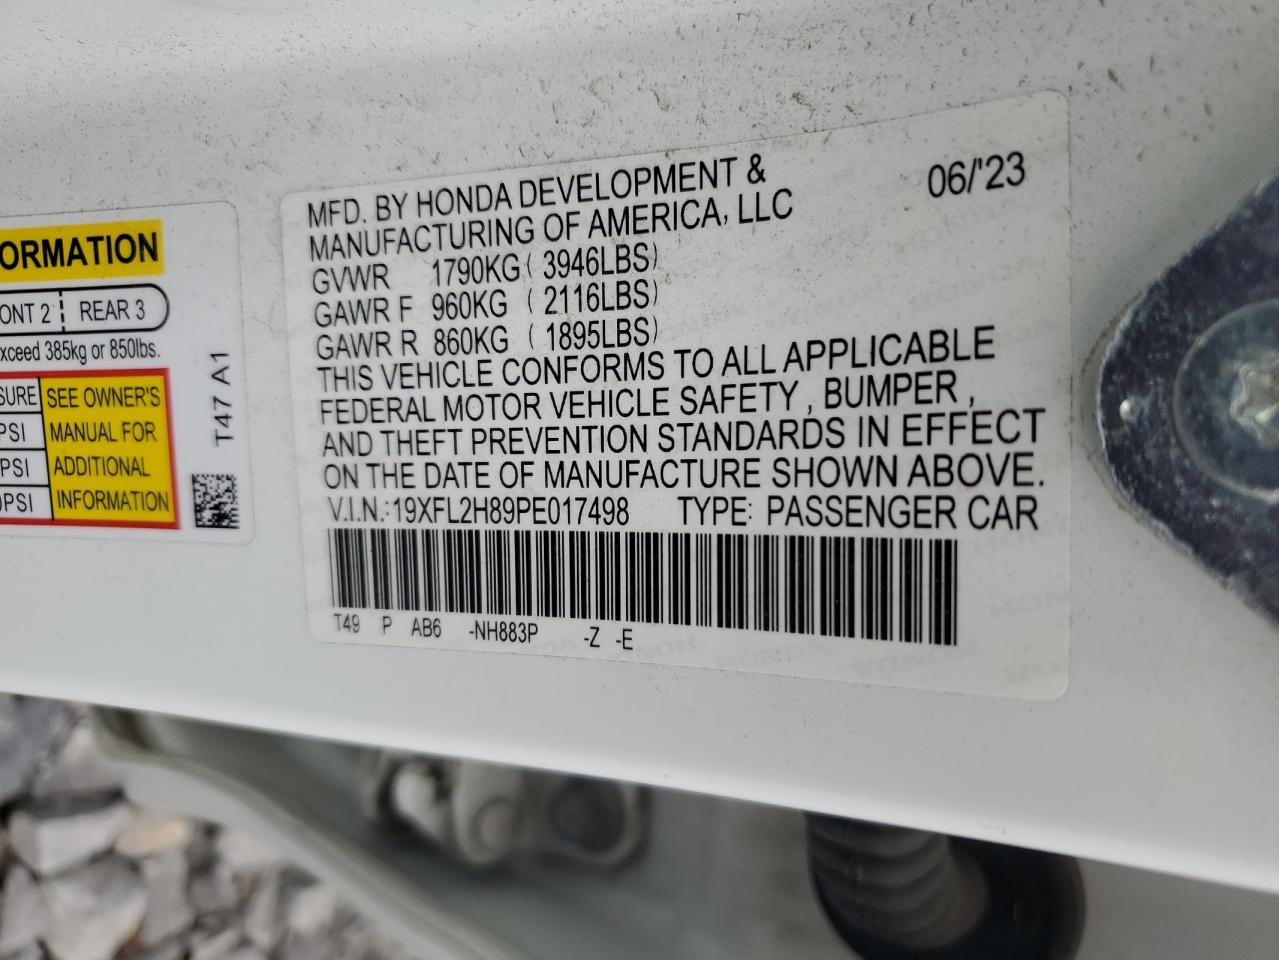 ORMATION
ONT 2 REAR 3
xceed 385kg or 850lbs.
SURE SEE OWNER'S
PSI MANUAL FOR
PSI ADDITIONAL
PSI INFORMATION
T47 A1
MFD. BY HONDA DEVELOPMENT & 06/'23
MANUFACTURING OF AMERICA, LLC
GVWR 1790KG (3946LBS)
GAWR F 960KG (2116LBS)
GAWR R 860KG (1895LBS)
THIS VEHICLE CONFORMS TO ALL APPLICABLE
FEDERAL MOTOR VEHICLE SAFETY, BUMPER,
AND THEFT PREVENTION STANDARDS IN EFFECT
ON THE DATE OF MANUFACTURE SHOWN ABOVE.
V.I.N.:19XFL2H89PE017498 TYPE: PASSENGER CAR
T49 P AB6 -NH883P -Z -E